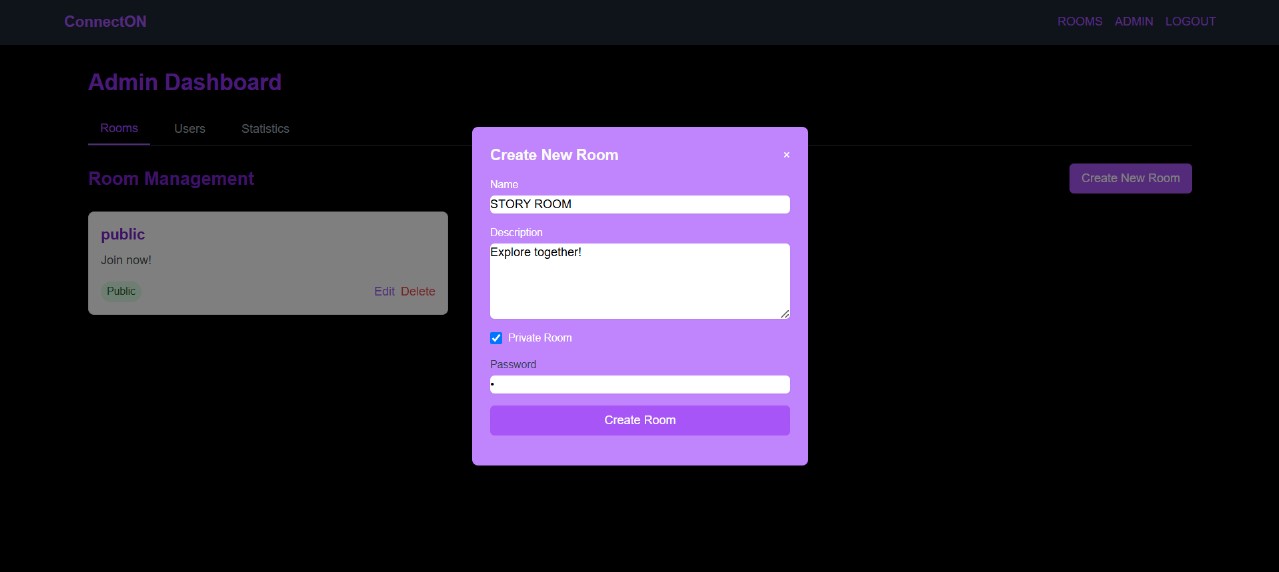 ConnectON
ROOMS ADMIN LOGOUT
Admin Dashboard
Rooms Users Statistics
Room Management
Create New Room
public
Join now!
Public
Edit Delete
Create New Room ×
Name
STORY ROOM
Description
Explore together!
Private Room
Password
•
Create Room